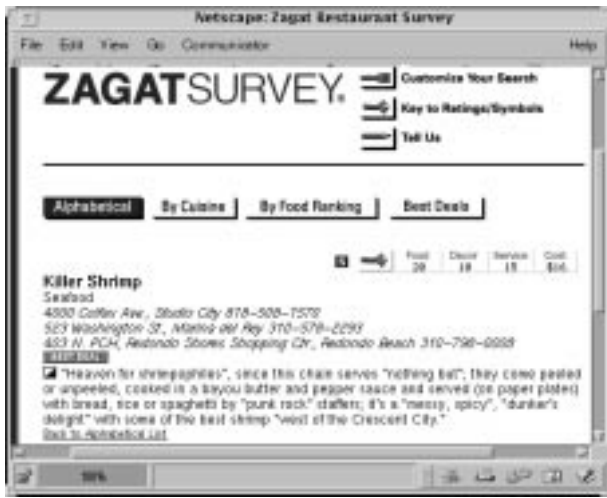 Netscape: Zagat Restaurant Survey
File Edit View Go Communicator Help
ZAGATSURVEY.
Customize Your Search
Key to Ratings/Symbols
Tell Us
Alphabetical By Cuisine By Food Ranking Best Deals
Food Decor Service Cost
15
Killer Shrimp
Seafood
4000 Colfax Ave., Studio City 818-508-1570
523 Washington St., Marina del Rey 310-578-2293
403 N. PCH, Redondo Shores Shopping Ctr., Redondo Beach 310-798-0008
BEST DEAL
"Heaven for shrimpophiles", since this chain serves "nothing but"; they come peeled
or unpeeled, cooked in a bayou butter and pepper sauce and served (on paper plates)
with bread, rice or spaghetti by "punk rock" staffers; it's a "messy, spicy", "dunker's
delight" with some of the best shrimp "west of the Crescent City."
Back to Alphabetical List